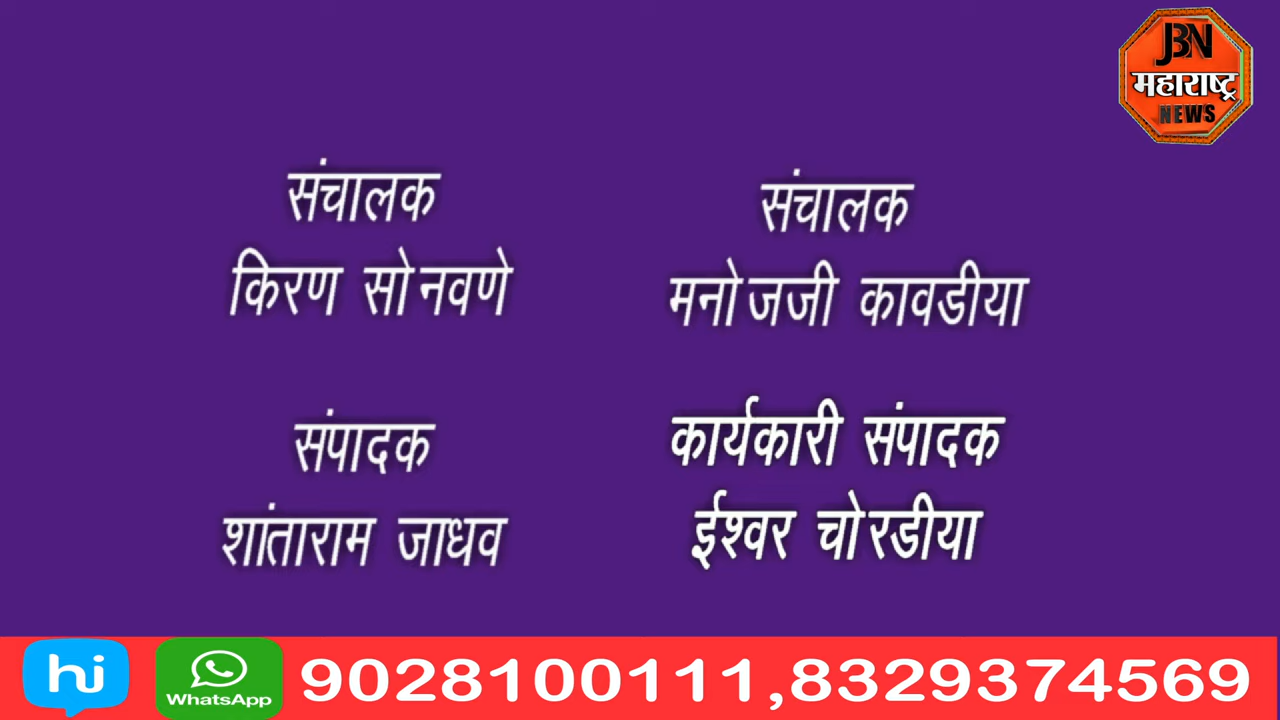 JBN
महाराष्ट्र
NEWS
संचालक
किरण सोनवणे
संचालक
मनोजजी कावडीया
संपादक
शांताराम जाधव
कार्यकारी संपादक
ईश्वर चोरडीया
hi
WhatsApp
9028100111,8329374569